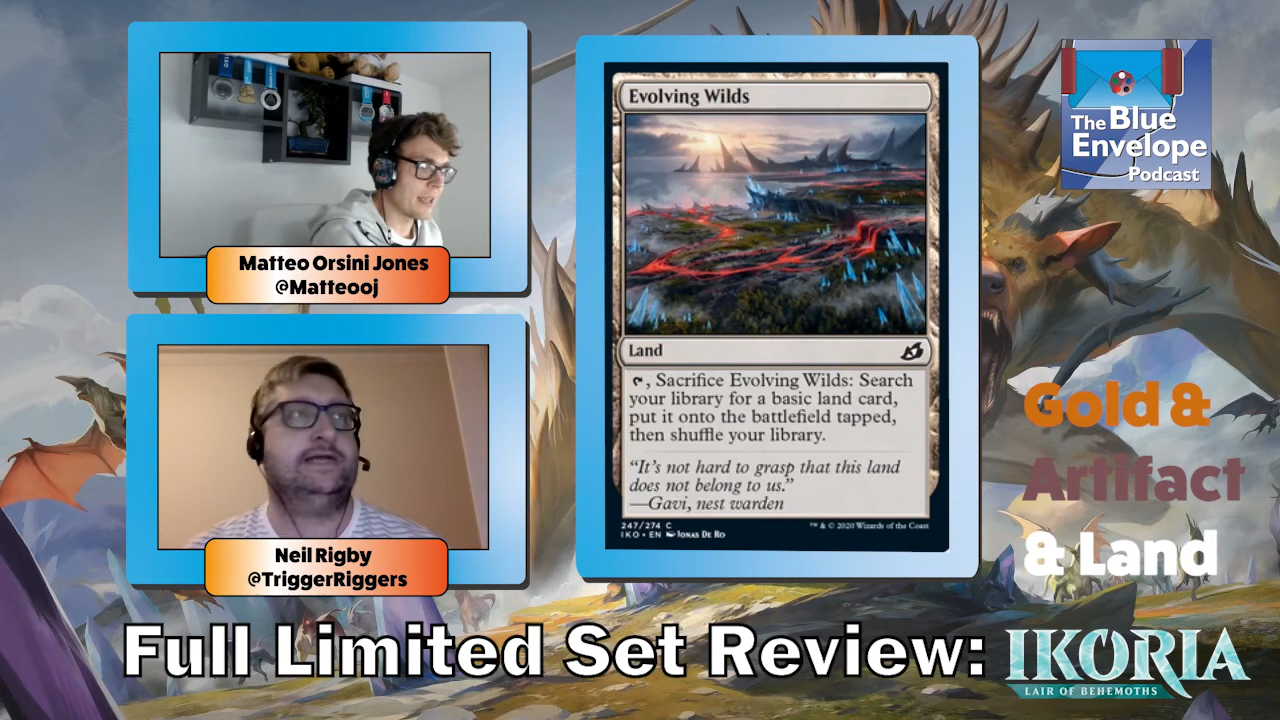 Matteo Orsini Jones
@Matteooj
Neil Rigby
@TriggerRiggers
Evolving Wilds
Land
, Sacrifice Evolving Wilds: Search
your library for a basic land card,
put it onto the battlefield tapped,
then shuffle your library.
“It’s not hard to grasp that this land
does not belong to us.”
—Gavi, nest warden
247/274 C
IKO • EN Jonas De Ro
™ & © 2020 Wizards of the Coast
The Blue
Envelope
Podcast
Gold &
Artifact
& Land
Full Limited Set Review:
IKORIA
LAIR OF BEHEMOTHS